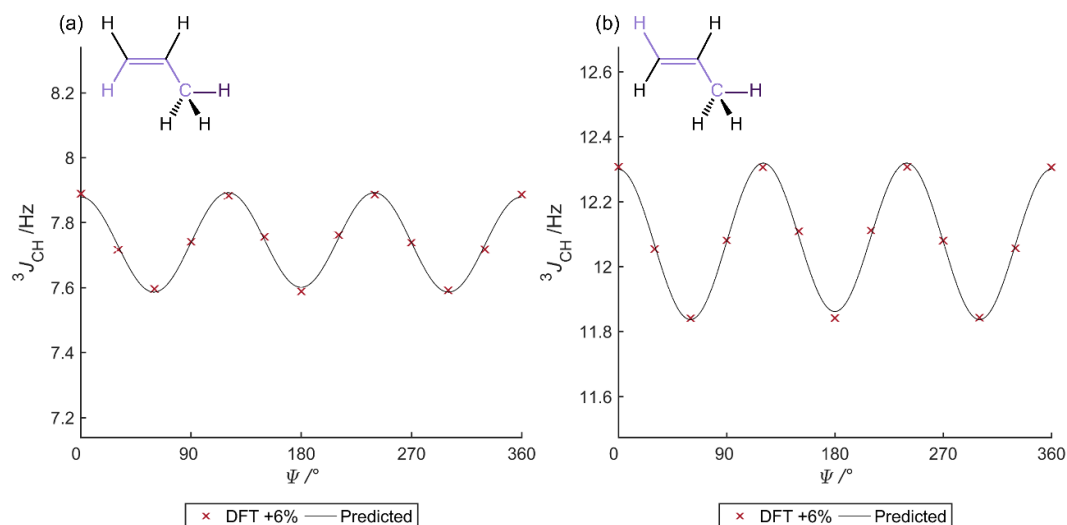 (a)
H H
H C H
H H
8.2
8
7.8
7.6
7.4
7.2
³J_CH /Hz
0 90 180 270 360
Ψ /°
× DFT +6% — Predicted
(b)
H H
H C H
H H
12.6
12.4
12.2
12
11.8
11.6
³J_CH /Hz
0 90 180 270 360
Ψ /°
× DFT +6% — Predicted